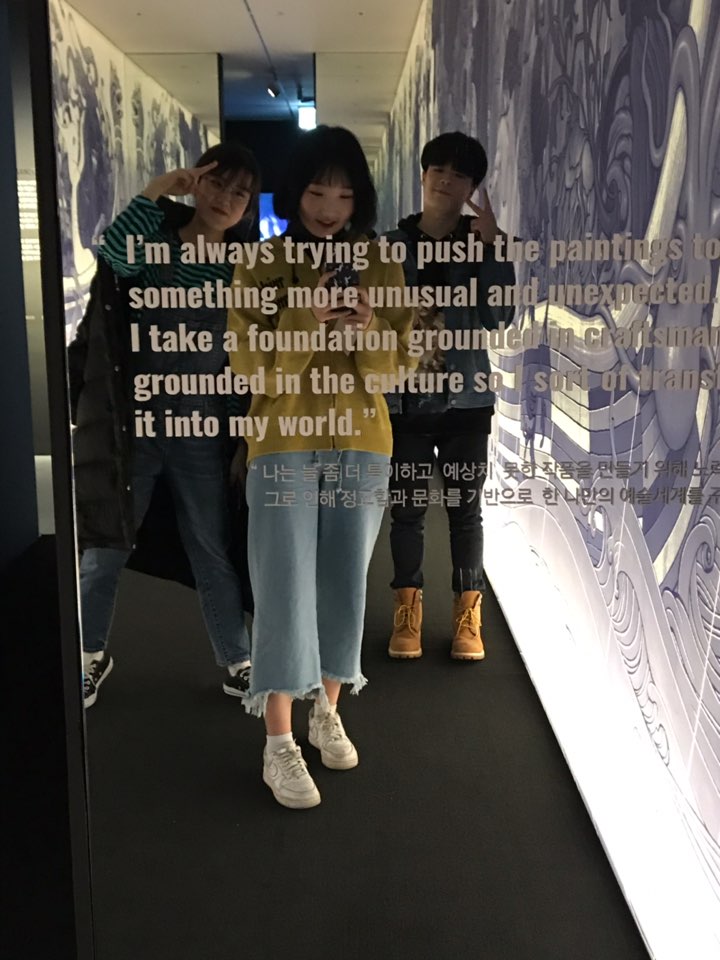 “ I’m always trying to push the paintings to
something more unusual and unexpected.
I take a foundation grounded in
grounded in the culture so I sort of
it into my world.”
“ 나는 늘 좀 더 특이하고 예상치 못한 작품을 만들기 위해
그로 인해 정교함과 문화를 기반으로 한 나만의 예술세계를